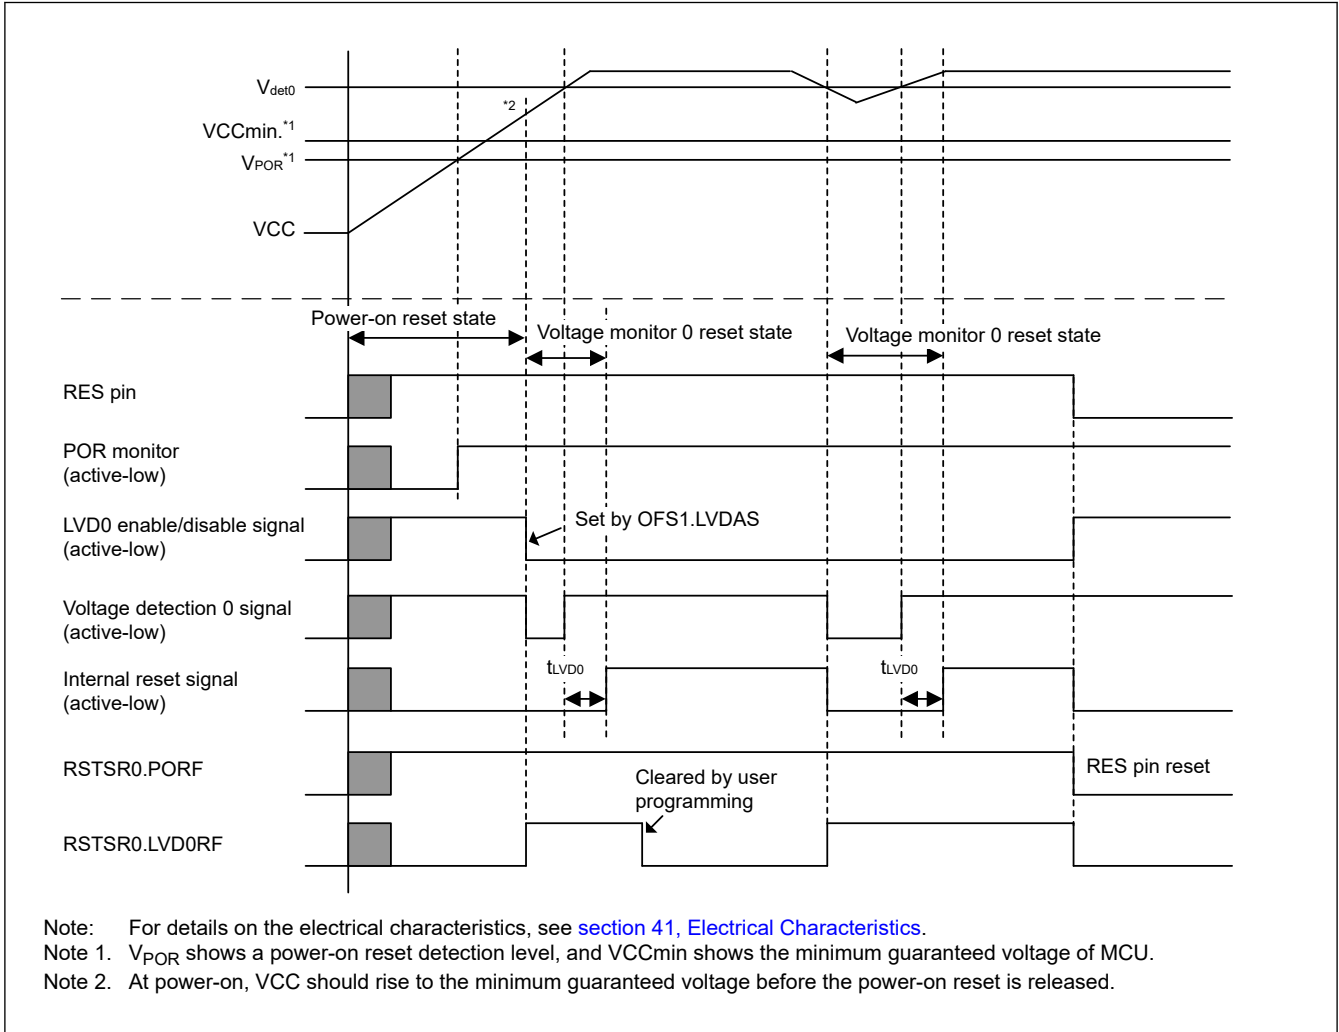 Vdet0
*2
VCCmin.*1
VPOR*1
VCC
Power-on reset state
Voltage monitor 0 reset state
Voltage monitor 0 reset state
RES pin
POR monitor
(active-low)
LVD0 enable/disable signal
(active-low)
Set by OFS1.LVDAS
Voltage detection 0 signal
(active-low)
tLVD0
tLVD0
Internal reset signal
(active-low)
RSTSR0.PORF
RES pin reset
Cleared by user
programming
RSTSR0.LVD0RF
Note: For details on the electrical characteristics, see section 41, Electrical Characteristics.
Note 1. VPOR shows a power-on reset detection level, and VCCmin shows the minimum guaranteed voltage of MCU.
Note 2. At power-on, VCC should rise to the minimum guaranteed voltage before the power-on reset is released.